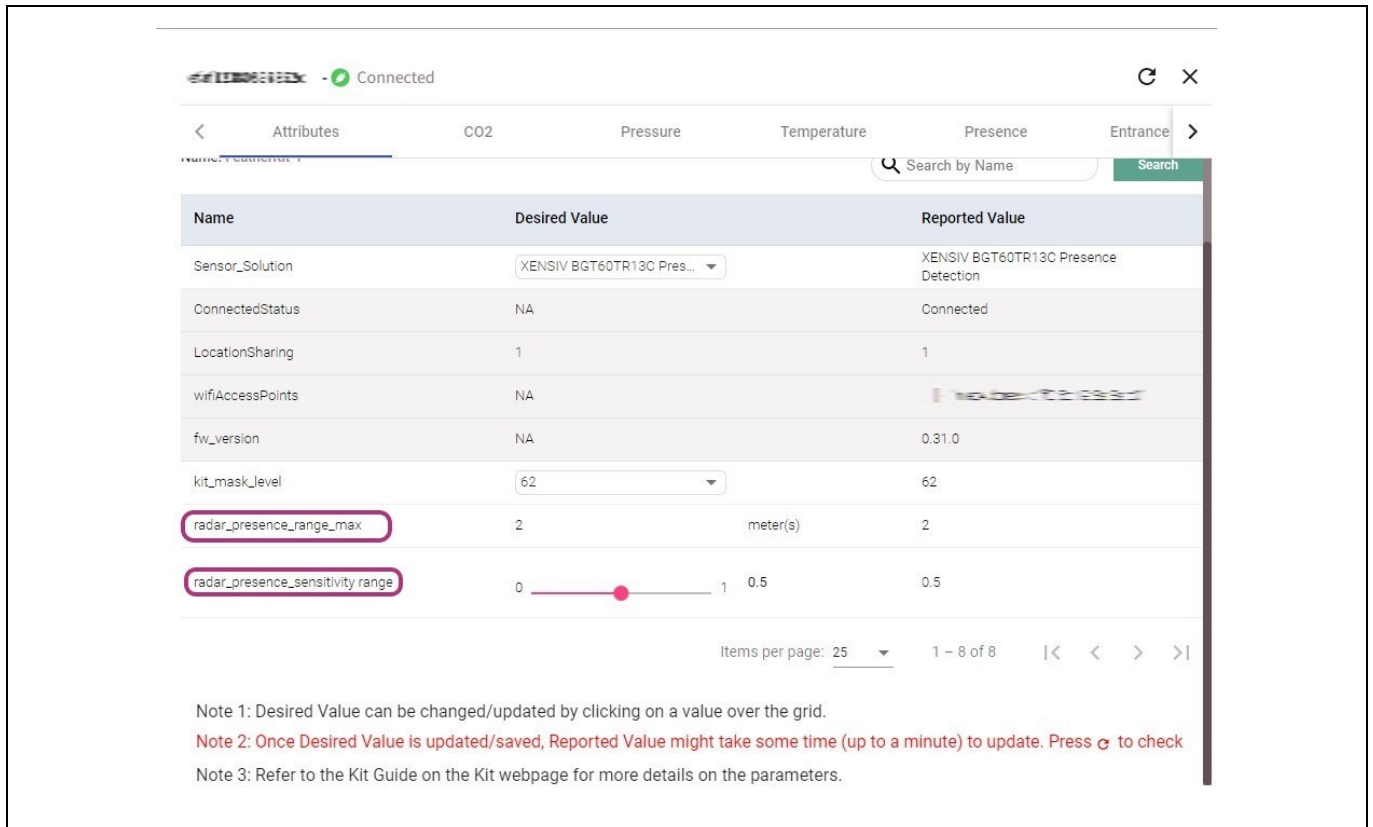 - Connected
Attributes CO2 Pressure Temperature Presence Entrance
Search by Name Search
Name Desired Value Reported Value
Sensor_Solution XENSIV BGT60TR13C Pres... XENSIV BGT60TR13C Presence
Detection
ConnectedStatus NA Connected
LocationSharing 1 1
wifiAccessPoints NA
fw_version NA 0.31.0
kit_mask_level 62 62
radar_presence_range_max 2 meter(s) 2
radar_presence_sensitivity range 0 1 0.5 0.5
Items per page: 25 1 – 8 of 8
Note 1: Desired Value can be changed/updated by clicking on a value over the grid.
Note 2: Once Desired Value is updated/saved, Reported Value might take some time (up to a minute) to update. Press to check
Note 3: Refer to the Kit Guide on the Kit webpage for more details on the parameters.